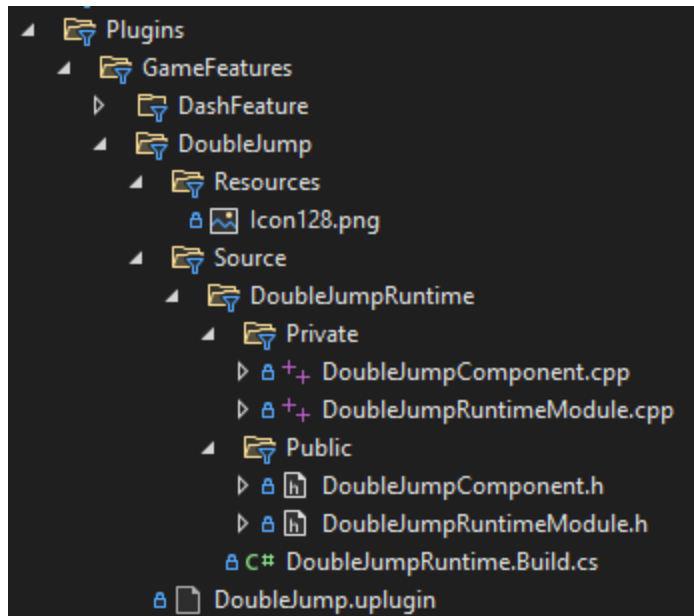 Plugins
GameFeatures
DashFeature
DoubleJump
Resources
Icon128.png
Source
DoubleJumpRuntime
Private
DoubleJumpComponent.cpp
DoubleJumpRuntimeModule.cpp
Public
DoubleJumpComponent.h
DoubleJumpRuntimeModule.h
C# DoubleJumpRuntime.Build.cs
DoubleJump.uplugin